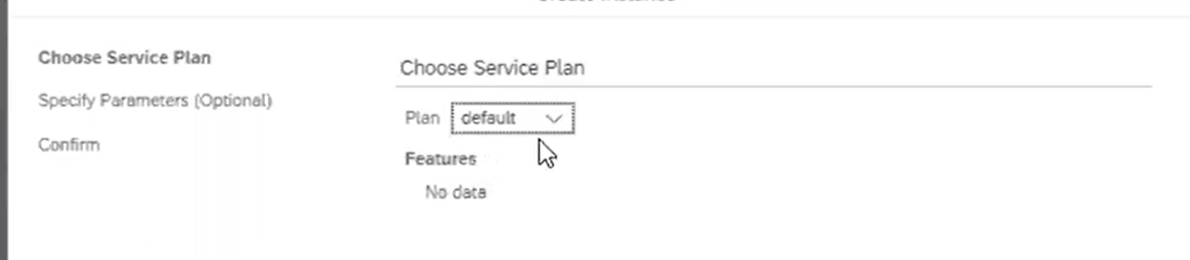 Choose Service Plan
Specify Parameters (Optional)
Confirm
Choose Service Plan
Plan default
Features
No data